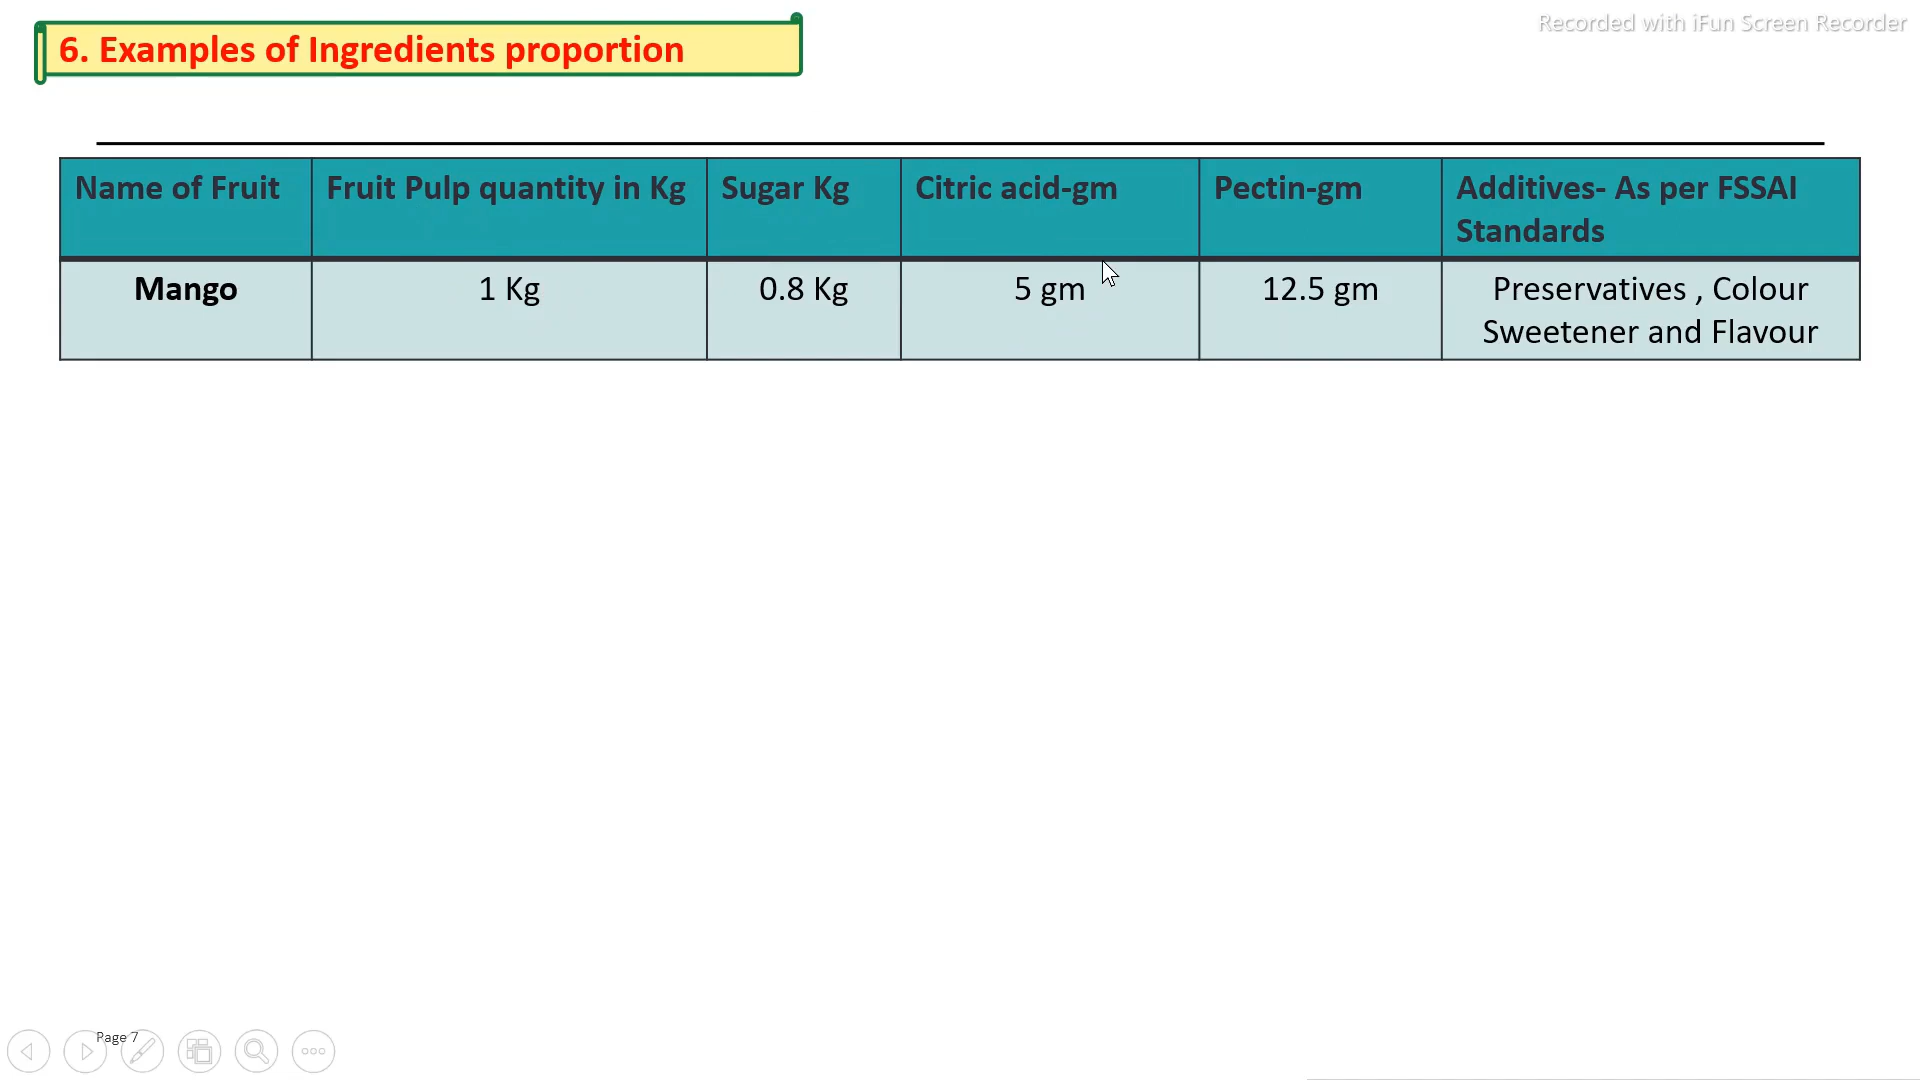 Recorded with iFun Screen Recorder
6. Examples of Ingredients proportion
Name of Fruit
Fruit Pulp quantity in Kg
Sugar Kg
Citric acid-gm
Pectin-gm
Additives- As per FSSAI
Standards
Mango
1 Kg
0.8 Kg
5 gm
12.5 gm
Preservatives , Colour
Sweetener and Flavour
Page 7